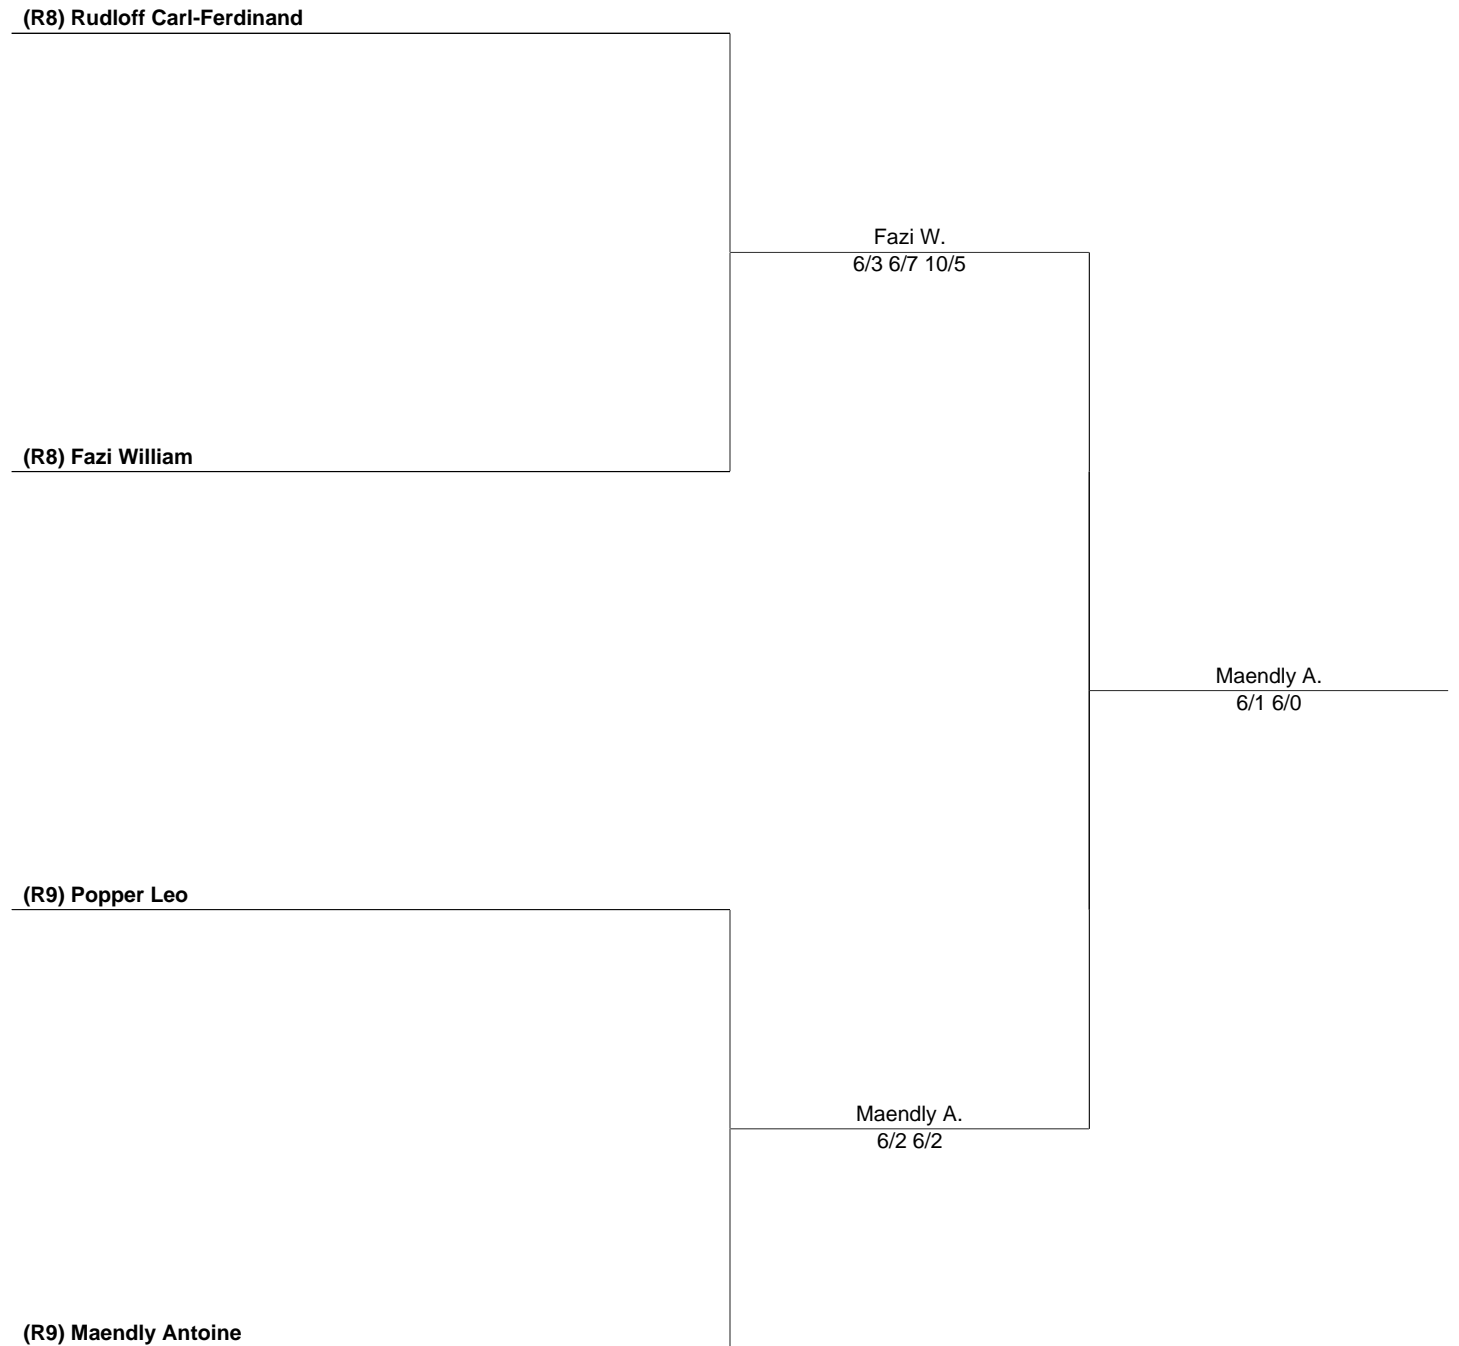 (R8) Rudloff Carl-Ferdinand
Fazi W.
6/3 6/7 10/5
(R8) Fazi William
Maendly A.
6/1 6/0
(R9) Popper Leo
Maendly A.
6/2 6/2
(R9) Maendly Antoine